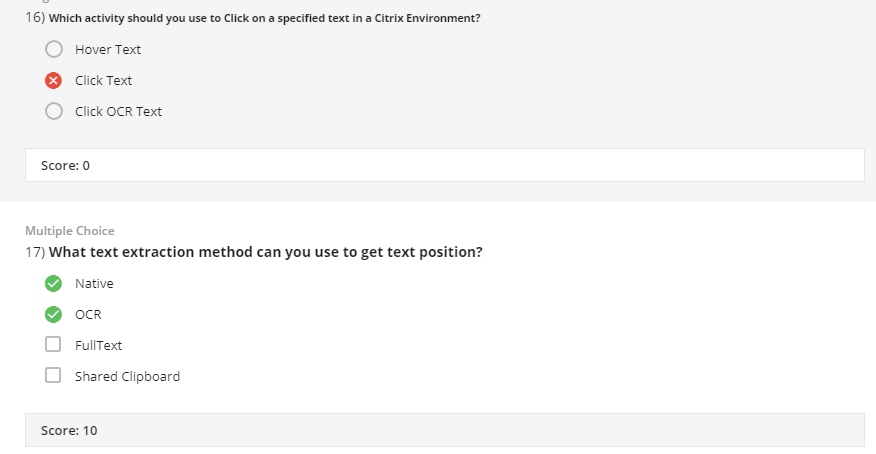 16) Which activity should you use to Click on a specified text in a Citrix Environment?
Hover Text
Click Text
Click OCR Text
Score: 0
Multiple Choice
17) What text extraction method can you use to get text position?
Native
OCR
FullText
Shared Clipboard
Score: 10